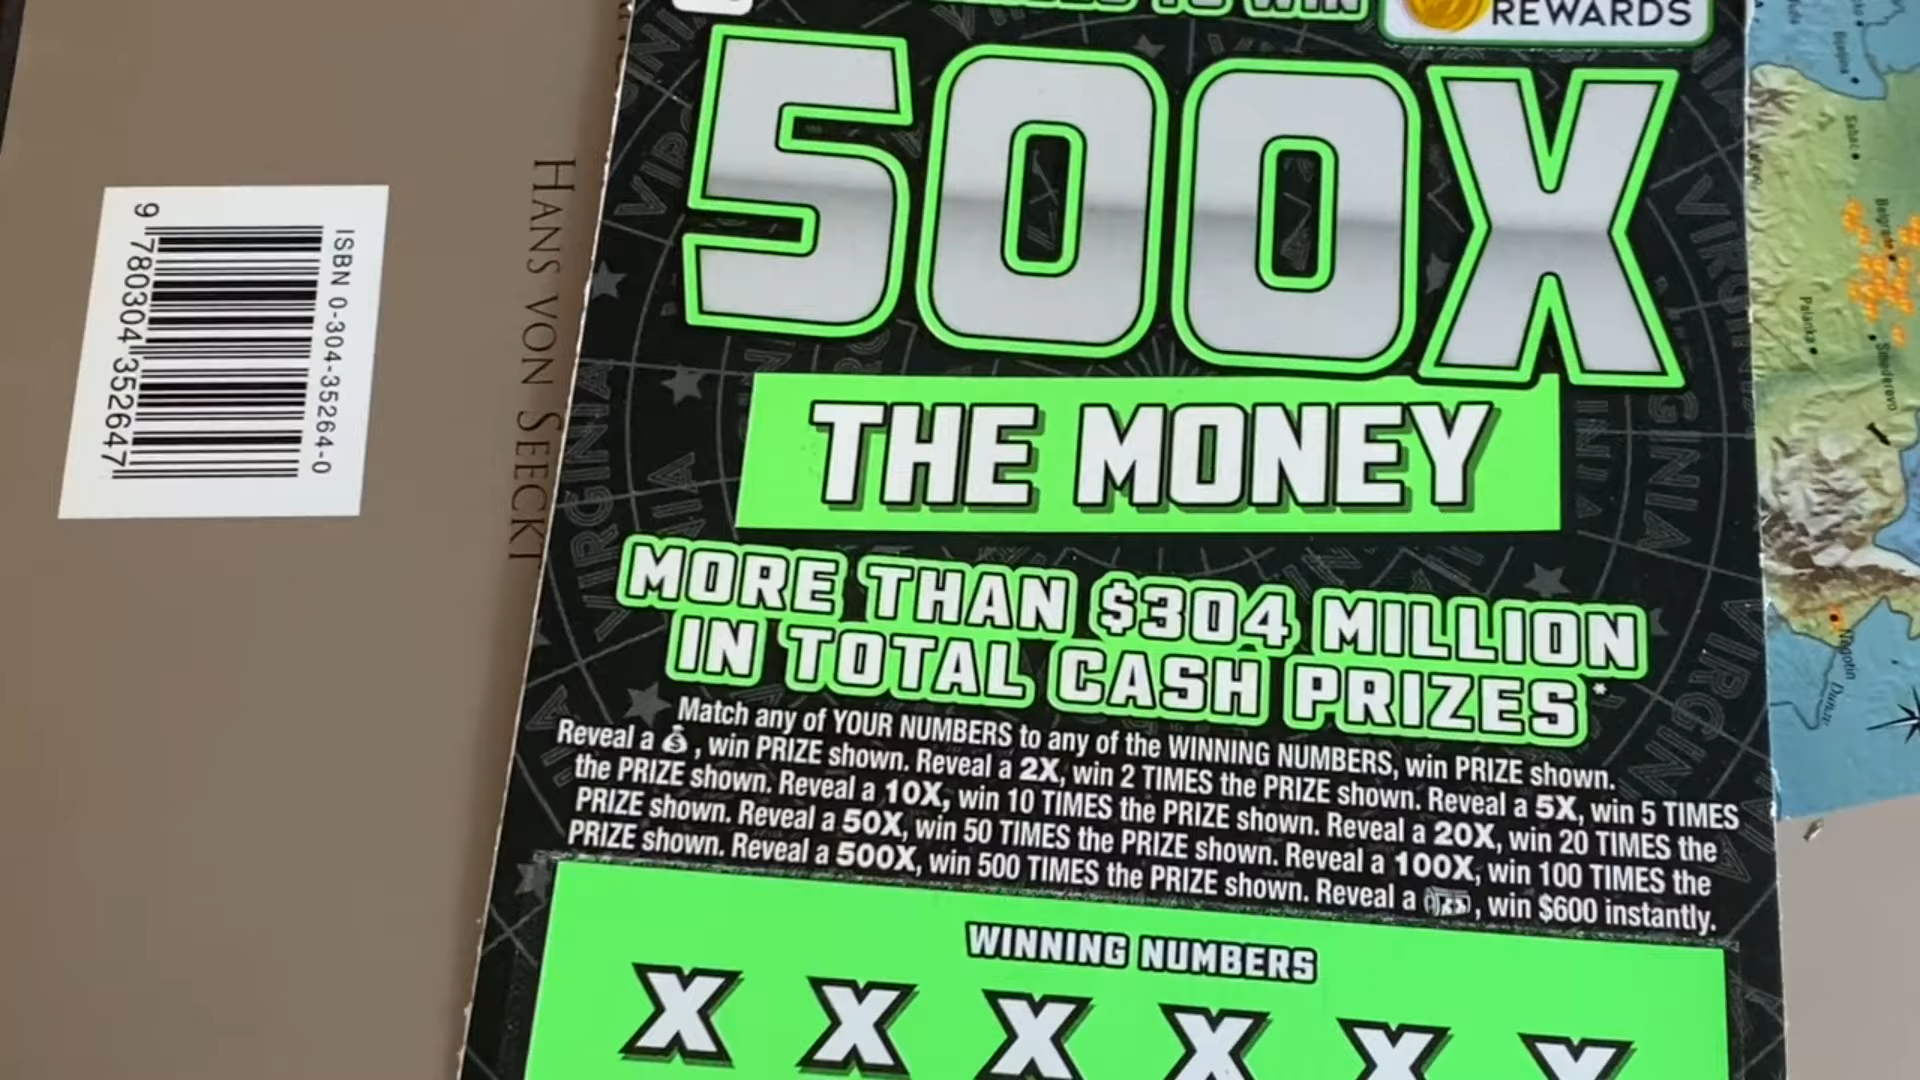 REWARDS
500X
THE MONEY
MORE THAN $304 MILLION
IN TOTAL CASH PRIZES*
Match any of YOUR NUMBERS to any of the WINNING NUMBERS, win PRIZE shown.
Reveal a , win PRIZE shown. Reveal a 2X, win 2 TIMES the PRIZE shown. Reveal a 5X, win 5 TIMES
the PRIZE shown. Reveal a 10X, win 10 TIMES the PRIZE shown. Reveal a 20X, win 20 TIMES the
PRIZE shown. Reveal a 50X, win 50 TIMES the PRIZE shown. Reveal a 100X, win 100 TIMES the
PRIZE shown. Reveal a 500X, win 500 TIMES the PRIZE shown. Reveal a , win $600 instantly.
WINNING NUMBERS
X X X X X X
ISBN 0-304-35264-0
9 780304 352647
HANS VON SEECKT
VIRGINIA
Palanka
Smederevo